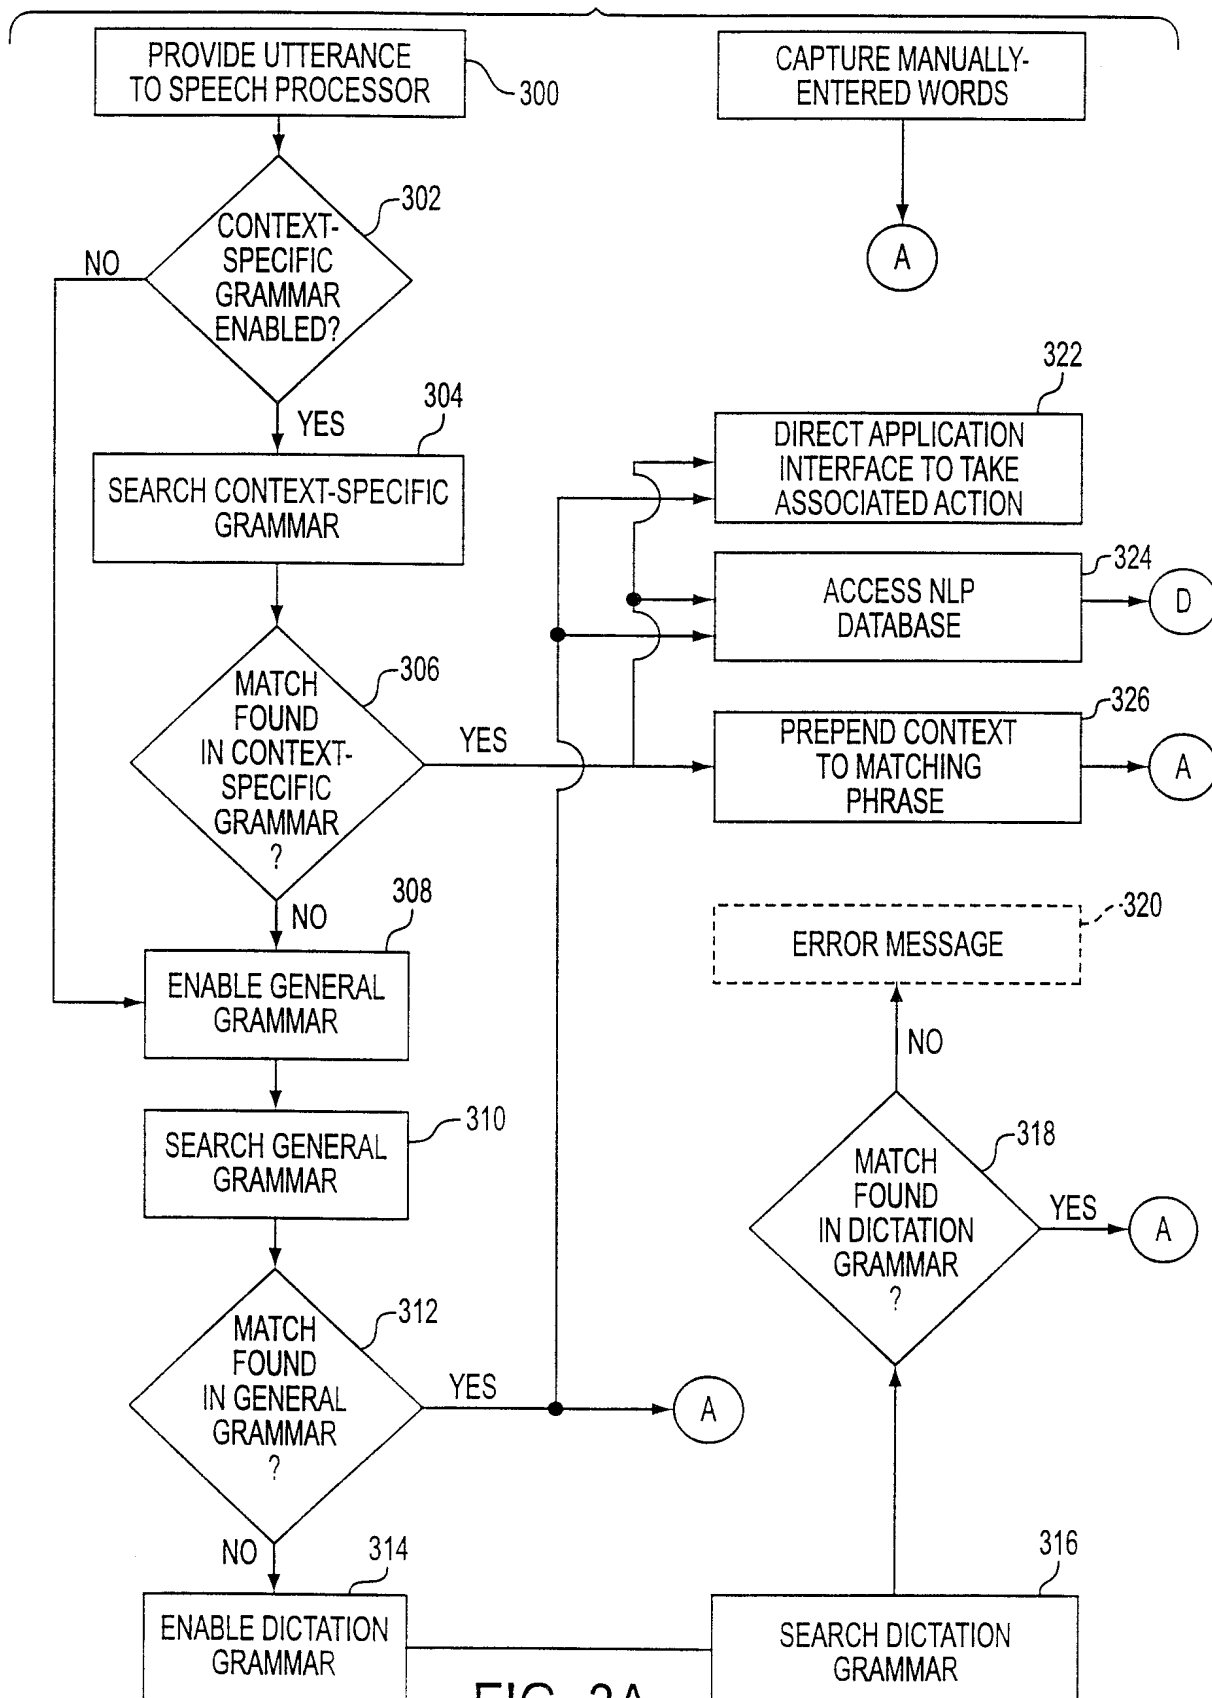 PROVIDE UTTERANCE
TO SPEECH PROCESSOR
300
CAPTURE MANUALLY-
ENTERED WORDS
A
302
CONTEXT-
SPECIFIC
GRAMMAR
ENABLED?
NO
YES
304
SEARCH CONTEXT-SPECIFIC
GRAMMAR
322
DIRECT APPLICATION
INTERFACE TO TAKE
ASSOCIATED ACTION
324
ACCESS NLP
DATABASE
D
306
MATCH
FOUND
IN CONTEXT-
SPECIFIC
GRAMMAR
?
YES
326
PREPEND CONTEXT
TO MATCHING
PHRASE
A
NO
308
ENABLE GENERAL
GRAMMAR
320
ERROR MESSAGE
NO
310
SEARCH GENERAL
GRAMMAR
318
MATCH
FOUND
IN DICTATION
GRAMMAR
?
YES
A
312
MATCH
FOUND
IN GENERAL
GRAMMAR
?
YES
A
NO
314
ENABLE DICTATION
GRAMMAR
316
SEARCH DICTATION
GRAMMAR